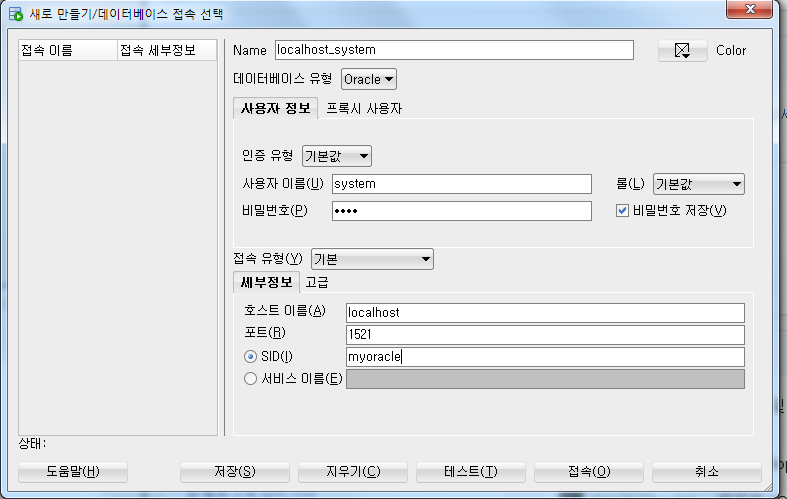 새로 만들기/데이터베이스 접속 선택
접속 이름 접속 세부정보
Name localhost_system Color
데이터베이스 유형 Oracle
사용자 정보 프록시 사용자
인증 유형 기본값
사용자 이름(U) system 롤(L) 기본값
비밀번호(P) •••• 비밀번호 저장(V)
접속 유형(Y) 기본
세부정보 고급
호스트 이름(A) localhost
포트(R) 1521
SID(I) myoracle
서비스 이름(E)
상태:
도움말(H) 저장(S) 지우기(C) 테스트(T) 접속(O) 취소